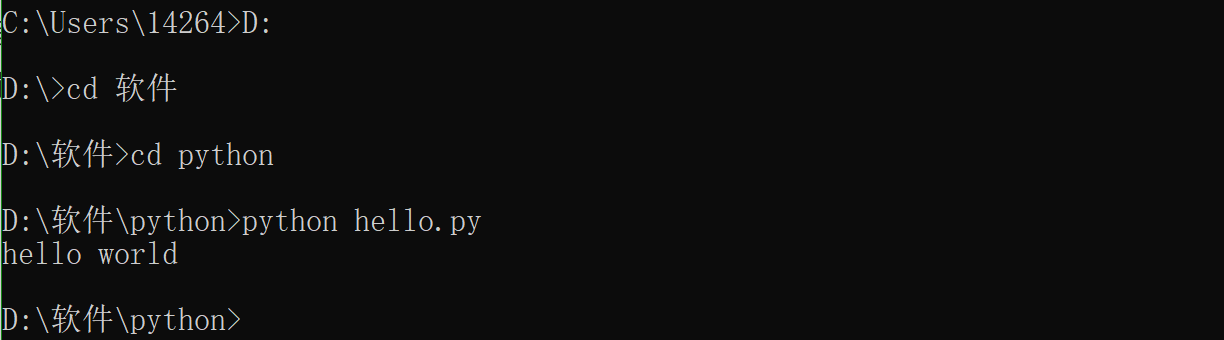 C:\Users\14264>D:
D:\>cd 软件
D:\软件>cd python
D:\软件\python>python hello.py
hello world
D:\软件\python>